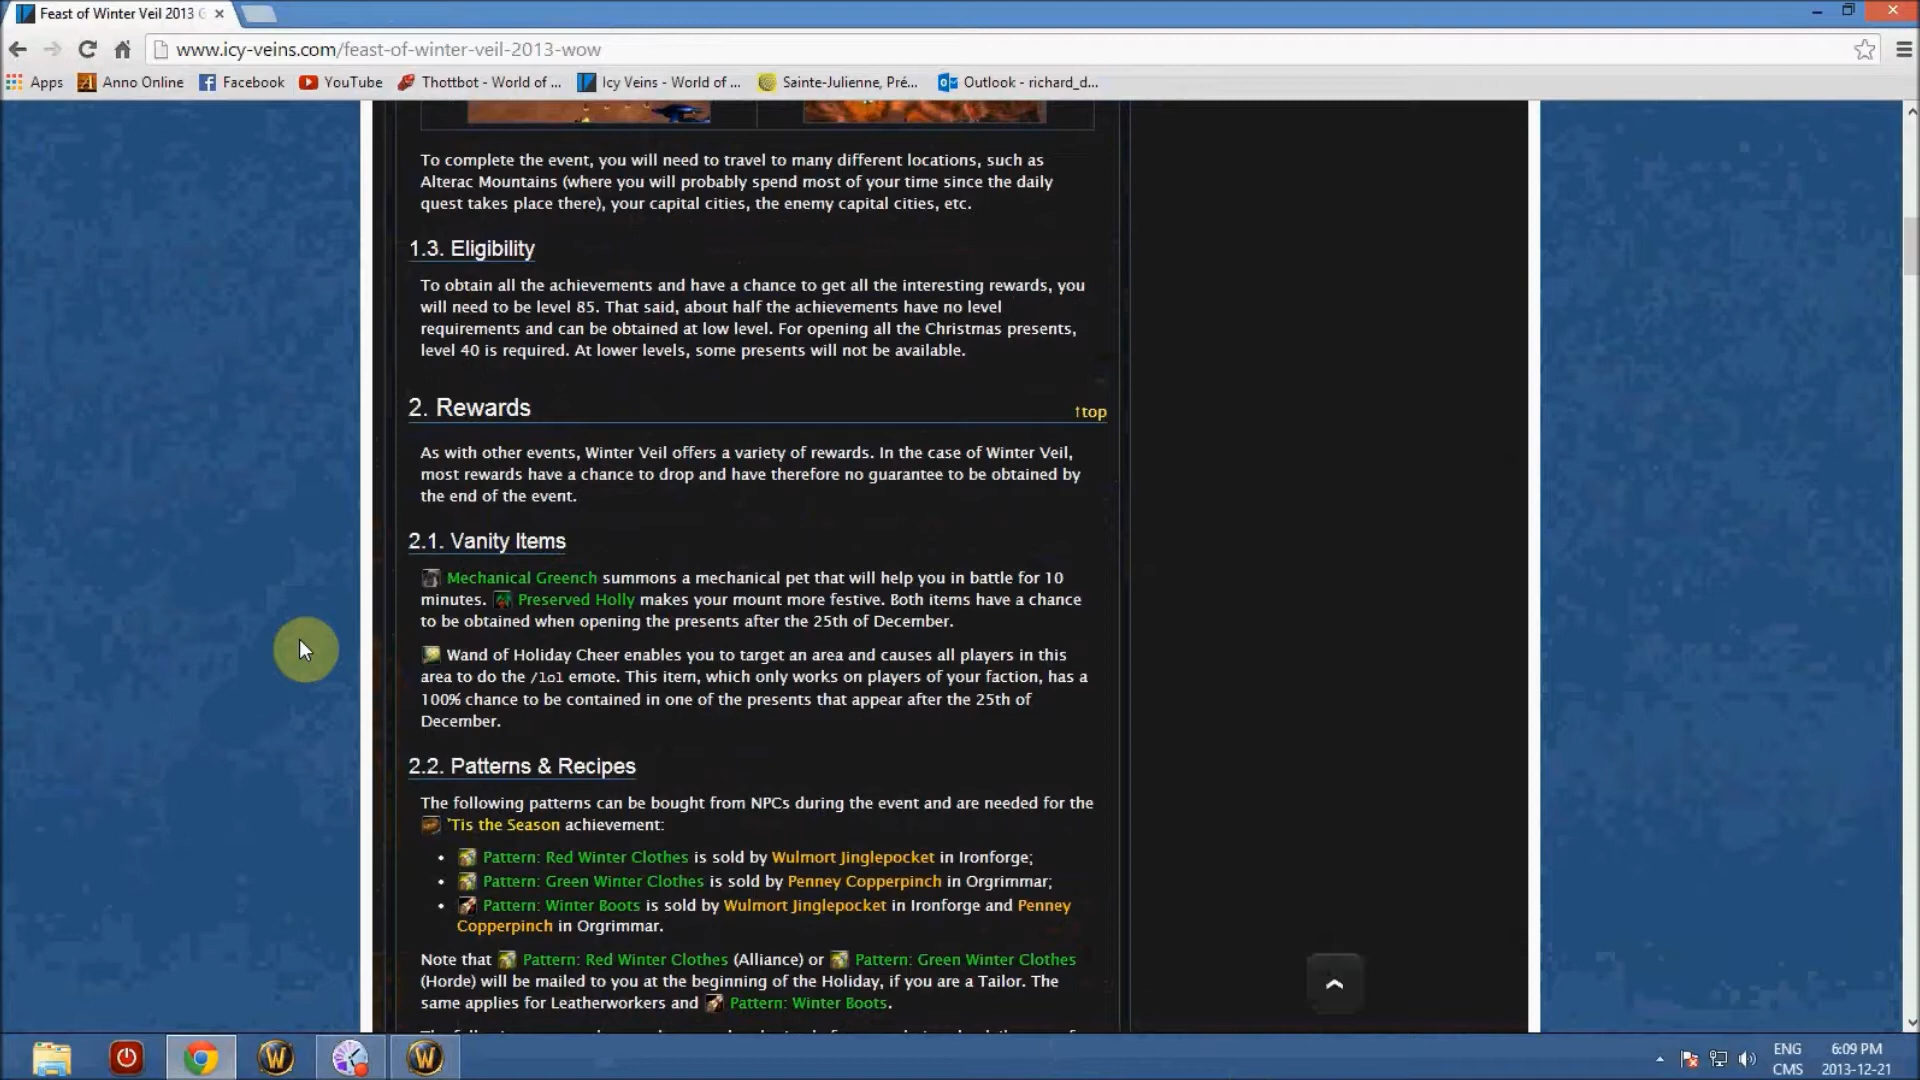 Feast of Winter Veil 2013 G
www.icy-veins.com/feast-of-winter-veil-2013-wow
Apps Anno Online Facebook YouTube Thottbot - World of ... Icy Veins - World of ... Sainte-Julienne, Pré... Outlook - richard_d...
To complete the event, you will need to travel to many different locations, such as
Alterac Mountains (where you will probably spend most of your time since the daily
quest takes place there), your capital cities, the enemy capital cities, etc.
1.3. Eligibility
To obtain all the achievements and have a chance to get all the interesting rewards, you
will need to be level 85. That said, about half the achievements have no level
requirements and can be obtained at low level. For opening all the Christmas presents,
level 40 is required. At lower levels, some presents will not be available.
2. Rewards ↑top
As with other events, Winter Veil offers a variety of rewards. In the case of Winter Veil,
most rewards have a chance to drop and have therefore no guarantee to be obtained by
the end of the event.
2.1. Vanity Items
Mechanical Greench summons a mechanical pet that will help you in battle for 10
minutes. Preserved Holly makes your mount more festive. Both items have a chance
to be obtained when opening the presents after the 25th of December.
Wand of Holiday Cheer enables you to target an area and causes all players in this
area to do the /lol emote. This item, which only works on players of your faction, has a
100% chance to be contained in one of the presents that appear after the 25th of
December.
2.2. Patterns & Recipes
The following patterns can be bought from NPCs during the event and are needed for the
'Tis the Season achievement:
• Pattern: Red Winter Clothes is sold by Wulmort Jinglepocket in Ironforge;
• Pattern: Green Winter Clothes is sold by Penney Copperpinch in Orgrimmar;
• Pattern: Winter Boots is sold by Wulmort Jinglepocket in Ironforge and Penney
Copperpinch in Orgrimmar.
Note that Pattern: Red Winter Clothes (Alliance) or Pattern: Green Winter Clothes
(Horde) will be mailed to you at the beginning of the Holiday, if you are a Tailor. The
same applies for Leatherworkers and Pattern: Winter Boots.
ENG 6:09 PM
CMS 2013-12-21